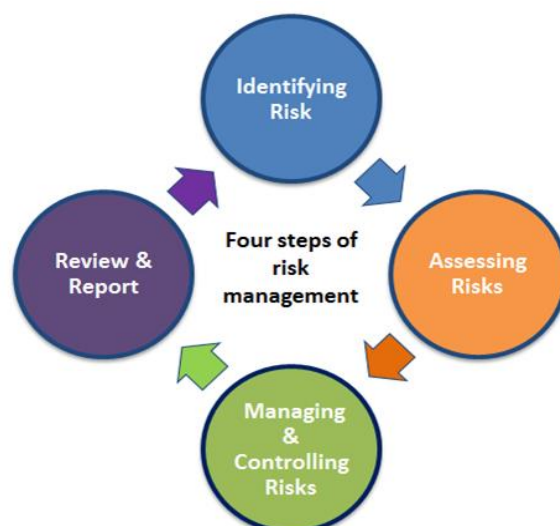 Identifying
Risk
Four steps of
risk
management
Assessing
Risks
Managing
&
Controlling
Risks
Review &
Report